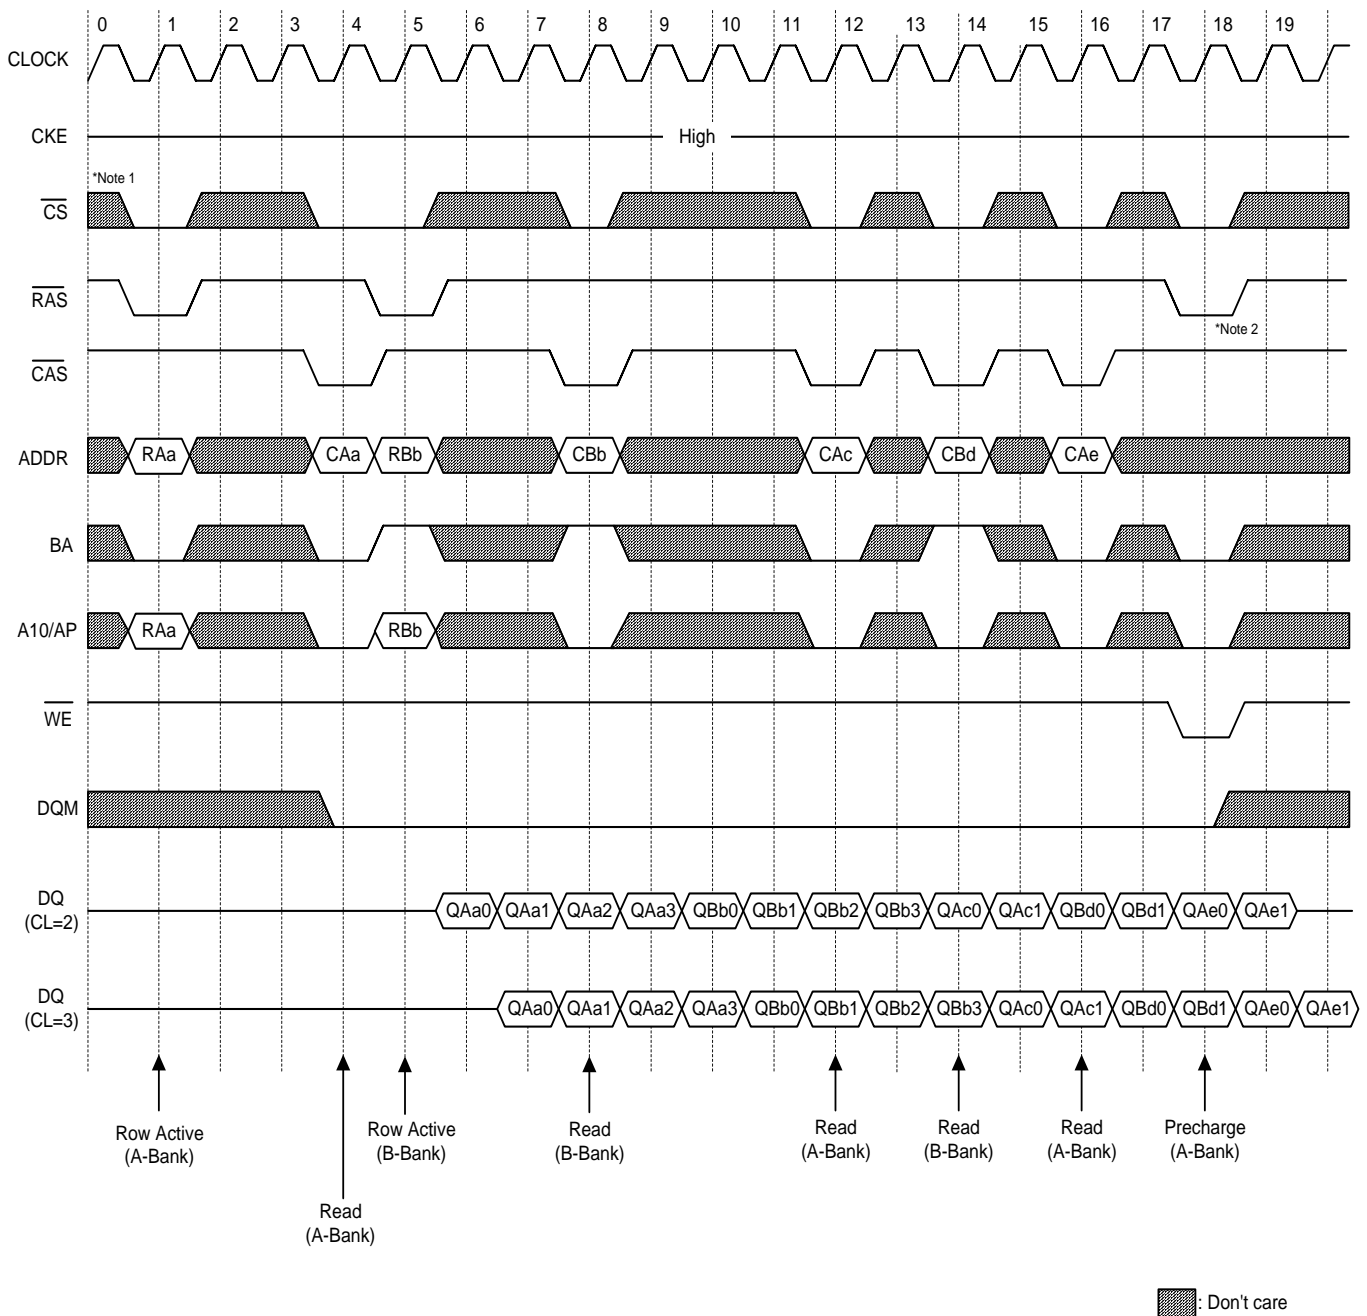 0 1 2 3 4 5 6 7 8 9 10 11 12 13 14 15 16 17 18 19
CLOCK
CKE High
*Note 1
CS
RAS
*Note 2
CAS
ADDR RAa CAa RBb CBb CAc CBd CAe
BA
A10/AP RAa RBb
WE
DQM
DQ
(CL=2)
QAa0 QAa1 QAa2 QAa3 QBb0 QBb1 QBb2 QBb3 QAc0 QAc1 QBd0 QBd1 QAe0 QAe1
DQ
(CL=3)
QAa0 QAa1 QAa2 QAa3 QBb0 QBb1 QBb2 QBb3 QAc0 QAc1 QBd0 QBd1 QAe0 QAe1
Row Active
(A-Bank)
Read
(A-Bank)
Row Active
(B-Bank)
Read
(B-Bank)
Read
(A-Bank)
Read
(B-Bank)
Read
(A-Bank)
Precharge
(A-Bank)
: Don't care